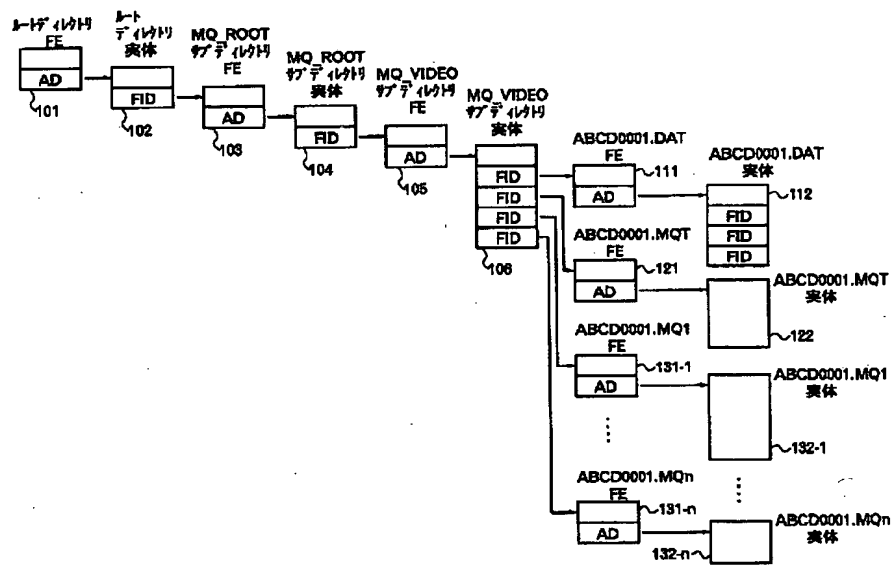 ルートディレクトリ
FE
AD
101
ルート
ディレクトリ
実体
FID
102
MQ_ROOT
サブディレクトリ
FE
AD
103
MQ_ROOT
サブディレクトリ
実体
FID
104
MQ_VIDEO
サブディレクトリ
FE
AD
105
MQ_VIDEO
サブディレクトリ
実体
FID
FID
FID
FID
106
ABCD0001.DAT
FE
111
AD
ABCD0001.DAT
実体
112
FID
FID
FID
ABCD0001.MQT
FE
121
AD
ABCD0001.MQT
実体
122
ABCD0001.MQ1
FE
131-1
AD
ABCD0001.MQ1
実体
132-1
ABCD0001.MQn
FE
131-n
AD
ABCD0001.MQn
実体
132-n